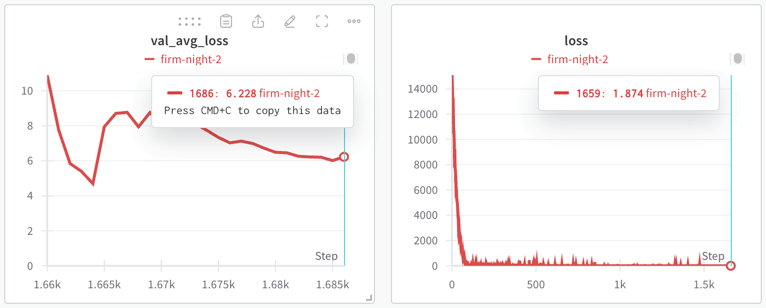 val_avg_loss
firm-night-2
1686: 6.228 firm-night-2
Press CMD+C to copy this data
10
8
6
4
2
0
Step
1.66k
1.665k
1.67k
1.675k
1.68k
1.685k
loss
firm-night-2
1659: 1.874 firm-night-2
14000
12000
10000
8000
6000
4000
2000
0
Step
0
500
1k
1.5k